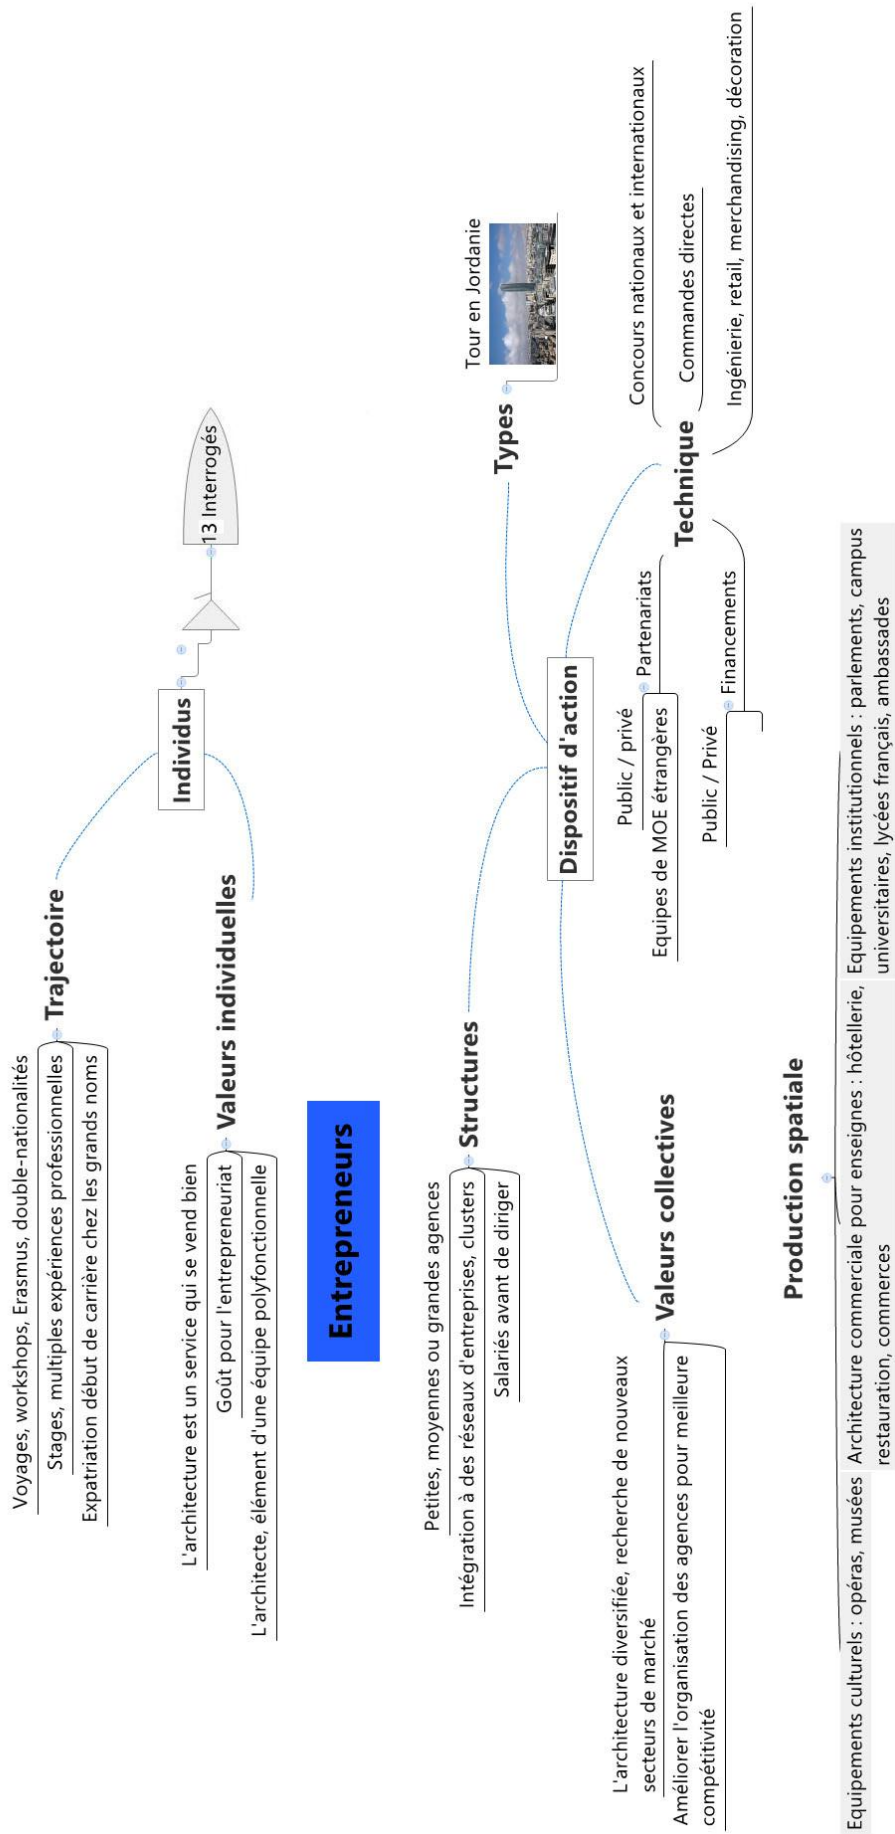 Voyages, workshops, Erasmus, double-nationalités
Stages, multiples expériences professionnelles
Expatriation début de carrière chez les grands noms
Trajectoire
L'architecture est un service qui se vend bien
Goût pour l'entrepreneuriat
L'architecte, élément d'une équipe polyfonctionnelle
Valeurs individuelles
Individus
13 Interrogés
Entrepreneurs
Petites, moyennes ou grandes agences
Intégration à des réseaux d'entreprises, clusters
Salariés avant de diriger
Structures
Types
Tour en Jordanie
Dispositif d'action
L'architecture diversifiée, recherche de nouveaux
secteurs de marché
Améliorer l'organisation des agences pour meilleure
compétitivité
Valeurs collectives
Public / privé
Equipes de MOE étrangères
Partenariats
Public / Privé
Financements
Technique
Concours nationaux et internationaux
Commandes directes
Ingénierie, retail, merchandising, décoration
Production spatiale
Equipements culturels : opéras, musées
Architecture commerciale pour enseignes : hôtellerie,
restauration, commerces
Equipements institutionnels : parlements, campus
universitaires, lycées français, ambassades